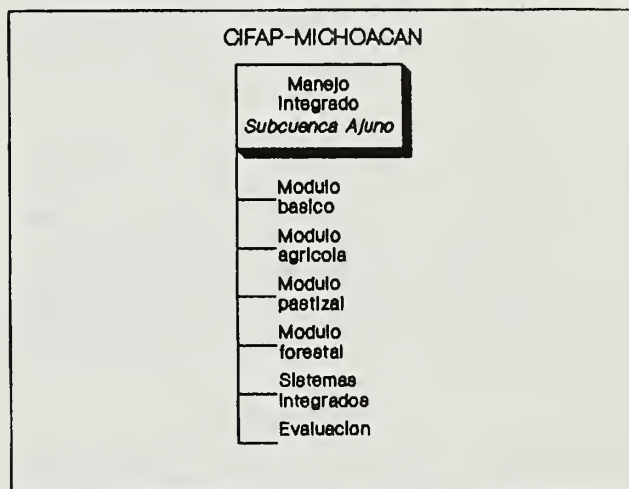 CIFAP-MICHOACAN
Manejo
Integrado
Subcuenca Ajuno
Modulo
basico
Modulo
agricola
Modulo
pastizal
Modulo
forestal
Sistemas
Integrados
Evaluacion